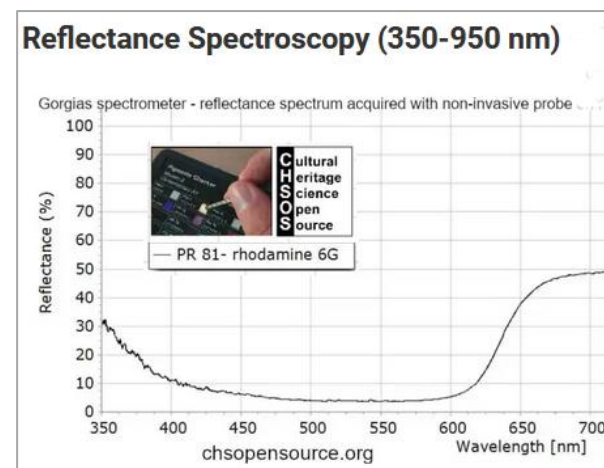 Reflectance Spectroscopy (350-950 nm)
Gorgias spectrometer - reflectance spectrum acquired with non-invasive probe
100
90
80
70
60
50
40
30
20
10
0
Reflectance (%)
Cultural
Heritage
Science
Open
Source
CHSOS
PR 81- rhodamine 6G
350
400
450
500
550
600
650
700
chsopensource.org
Wavelength [nm]